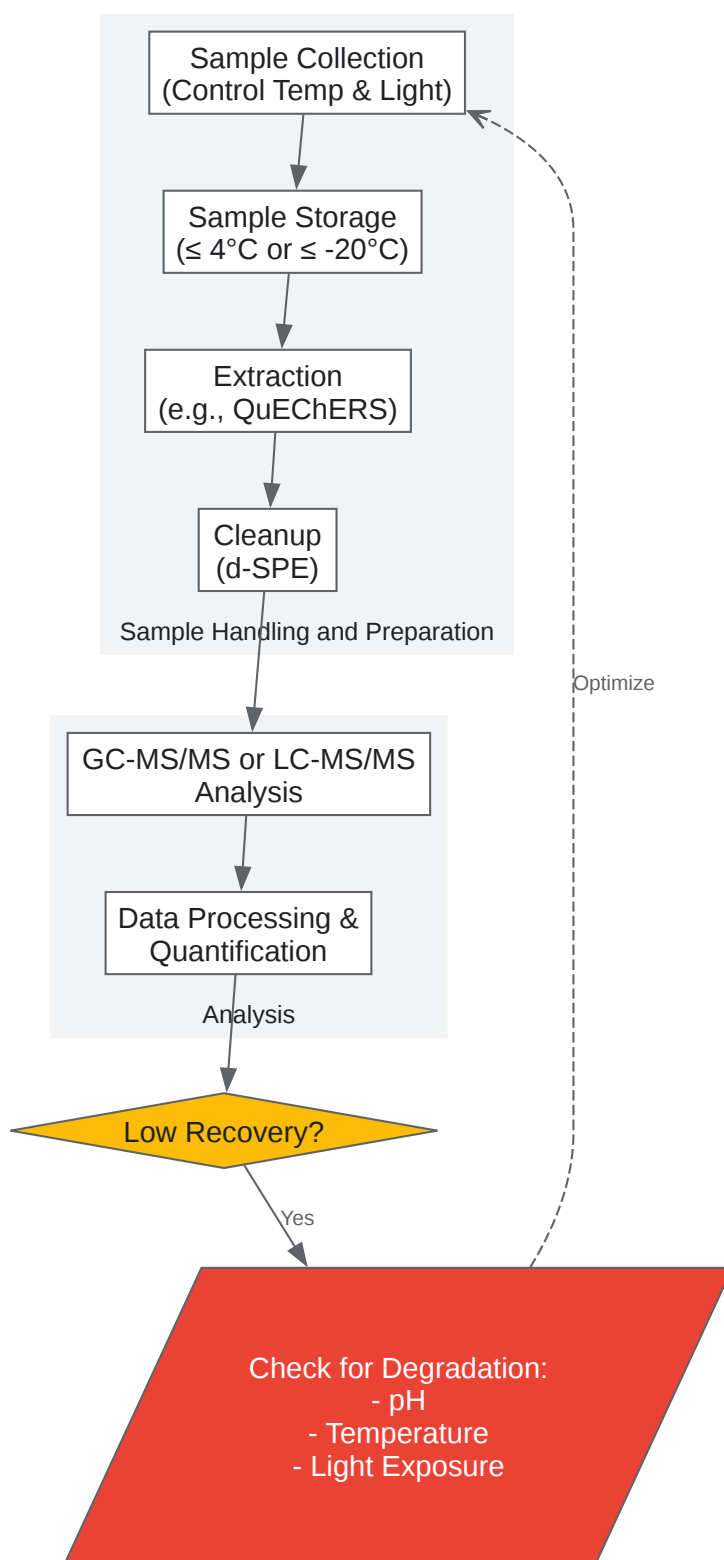 Sample Collection
(Control Temp & Light)
Sample Storage
(≤ 4°C or ≤ -20°C)
Extraction
(e.g., QuEChERS)
Cleanup
(d-SPE)
Sample Handling and Preparation
Optimize
GC-MS/MS or LC-MS/MS
Analysis
Data Processing &
Quantification
Analysis
Low Recovery?
Yes
Check for Degradation:
- pH
- Temperature
- Light Exposure